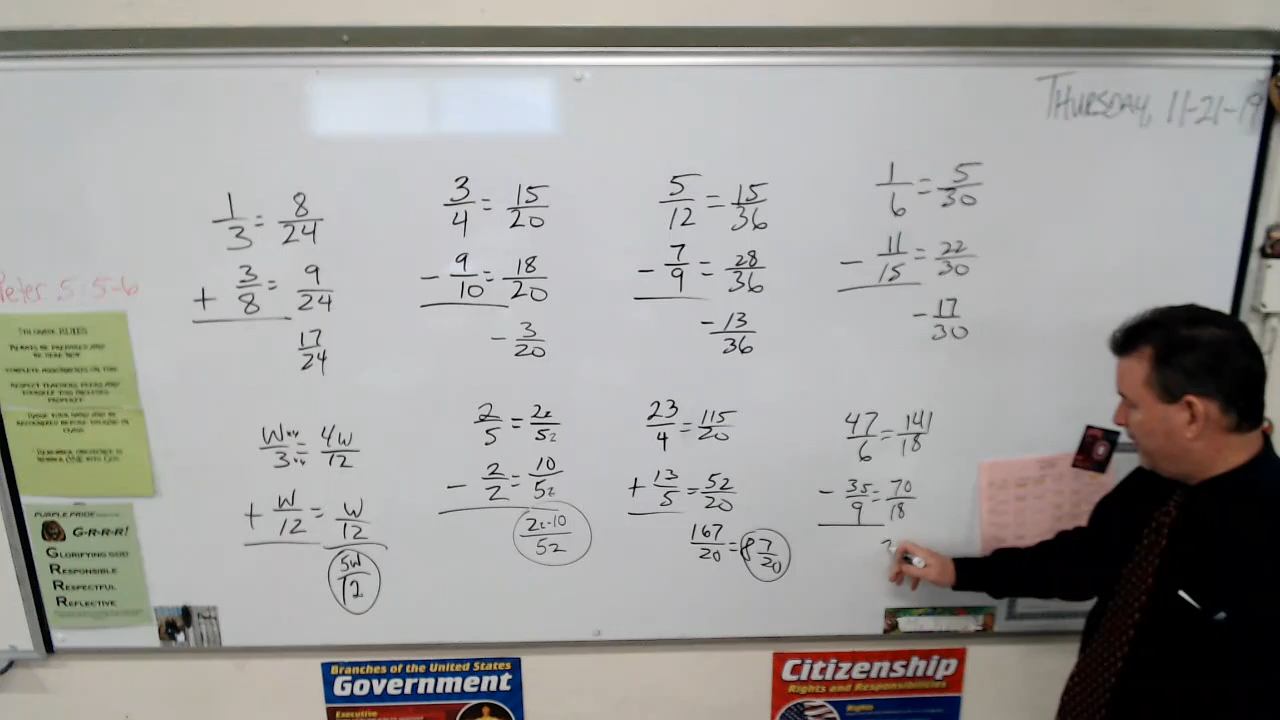 THURSDAY, 11-21-19
1/3 = 8/24
+ 3/8 = 9/24
17/24
3/4 = 15/20
- 9/10 = 18/20
- 3/20
5/12 = 15/36
- 7/9 = 28/36
- 13/36
1/6 = 5/30
- 11/15 = 22/30
- 17/30
Peter 5:5-6
W/3 = 4W/12
+ W/12 = W/12
5W/12
2/5 = 2z/5z
- 2/z = 10/5z
2z-10/5z
23/4 = 115/20
+ 13/5 = 52/20
167/20 = 8 7/20
47/6 = 141/18
- 35/9 = 70/18
5TH GRADE RULES
PURPLE PRIDE
G-R-R-R!
GLORIFYING GOD
RESPONSIBLE
RESPECTFUL
REFLECTIVE
Branches of the United States
Government
Executive
Citizenship
Rights and Responsibilities
Rights